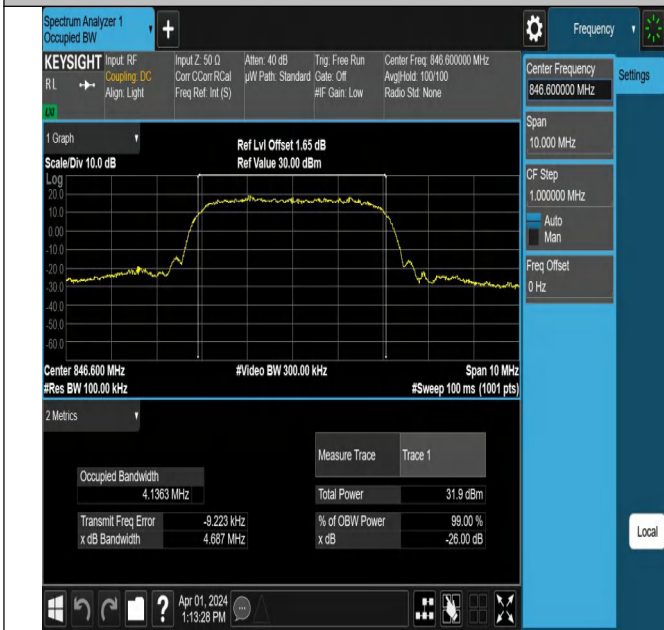 Spectrum Analyzer 1
Occupied BW
+
Frequency
KEYSIGHT
RL
LXI
Input: RF
Coupling: DC
Align: Light
Input Z: 50 Ω
Corr CCorr RCal
Freq Ref: Int (S)
Atten: 40 dB
µW Path: Standard
Trig: Free Run
Gate: Off
#IF Gain: Low
Center Freq: 846.600000 MHz
Avg|Hold: 100/100
Radio Std: None
Center Frequency
846.600000 MHz
Settings
Span
10.000 MHz
CF Step
1.000000 MHz
Auto
Man
Freq Offset
0 Hz
Local
1 Graph
Scale/Div 10.0 dB
Ref Lvl Offset 1.65 dB
Ref Value 30.00 dBm
Log
20.0
10.0
0.00
-10.0
-20.0
-30.0
-40.0
-50.0
-60.0
Center 846.600 MHz
#Video BW 300.00 kHz
Span 10 MHz
#Res BW 100.00 kHz
#Sweep 100 ms (1001 pts)
2 Metrics
Measure Trace
Trace 1
Occupied Bandwidth
4.1363 MHz
Total Power
31.9 dBm
Transmit Freq Error
-9.223 kHz
% of OBW Power
99.00 %
x dB Bandwidth
4.687 MHz
x dB
-26.00 dB
?
Apr 01, 2024
1:13:28 PM